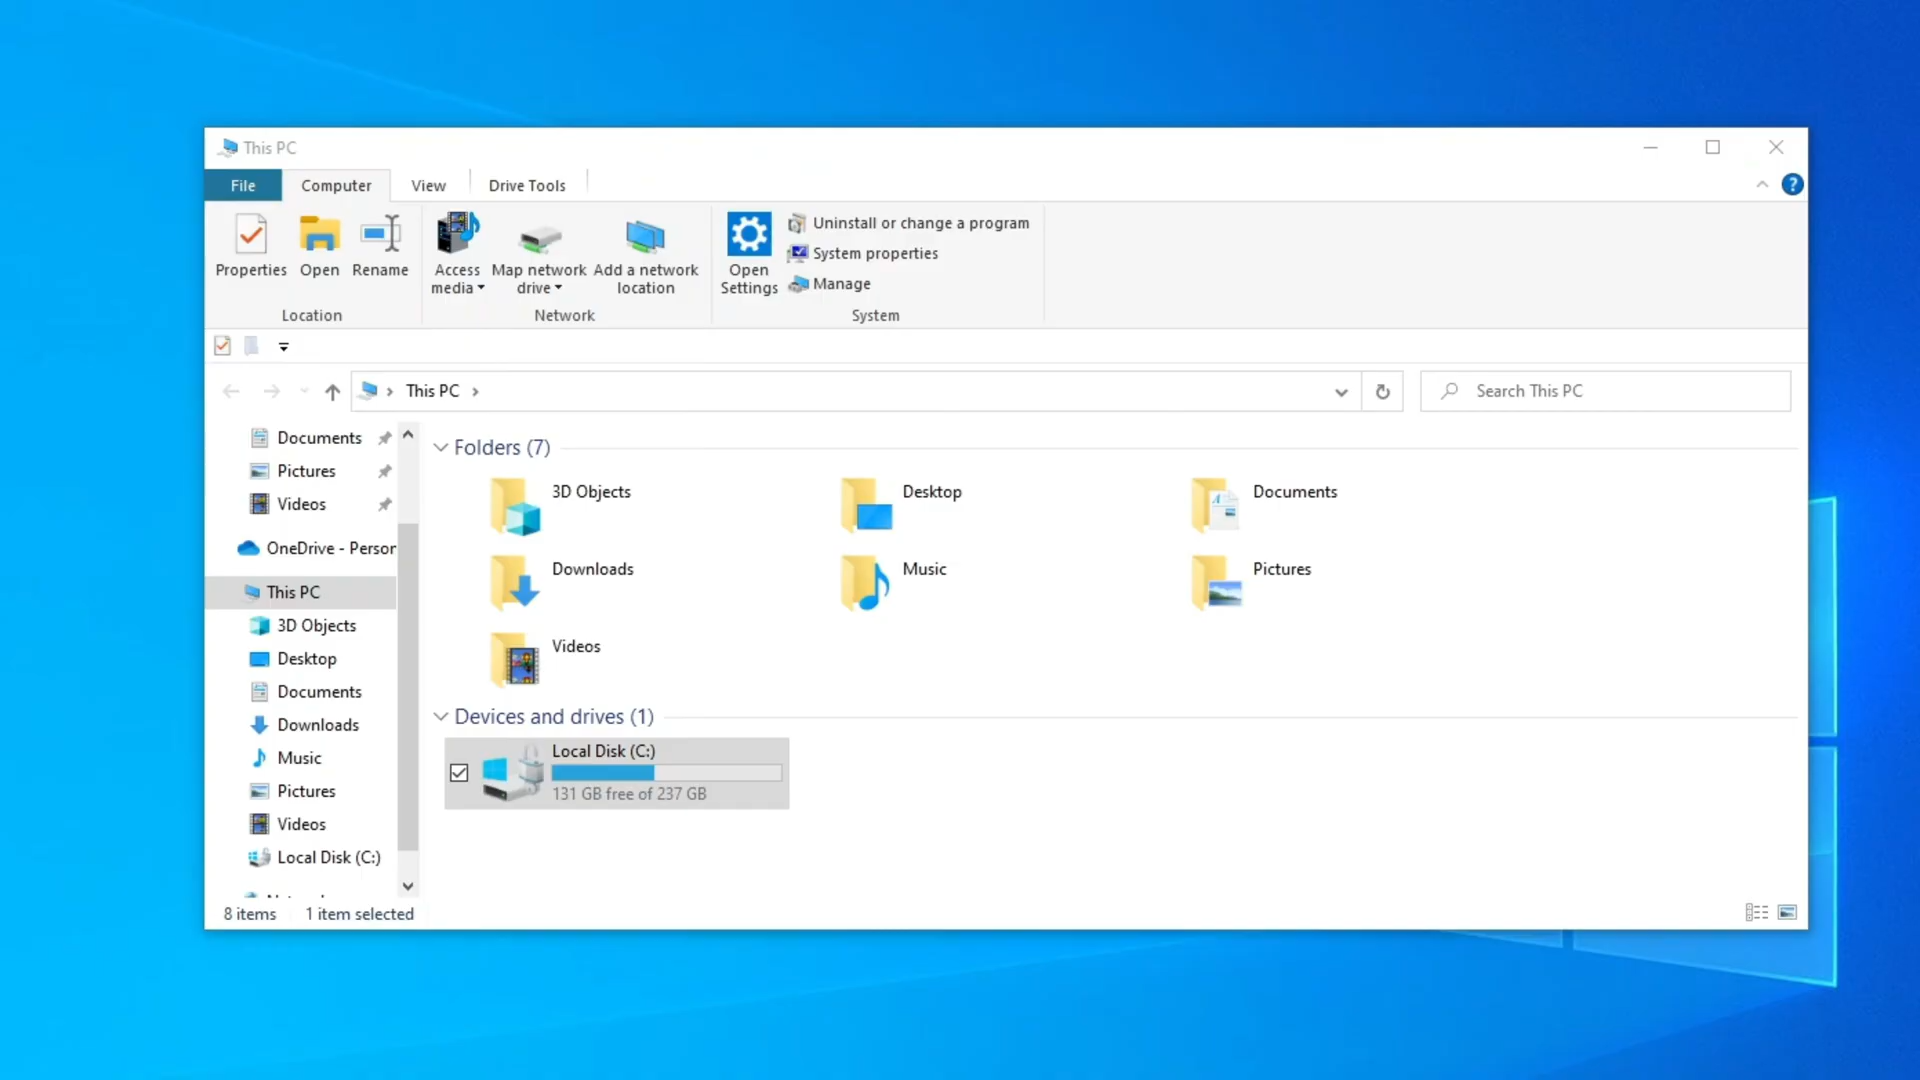 This PC
File
Computer
View
Drive Tools
?
Properties
Open
Rename
Access
media
Map network
drive
Add a network
location
Open
Settings
Uninstall or change a program
System properties
Manage
Location
Network
System
This PC
Search This PC
Documents
Pictures
Videos
OneDrive - Person
This PC
3D Objects
Desktop
Documents
Downloads
Music
Pictures
Videos
Local Disk (C:)
Folders (7)
3D Objects
Desktop
Documents
Downloads
Music
Pictures
Videos
Devices and drives (1)
Local Disk (C:)
131 GB free of 237 GB
8 items
1 item selected